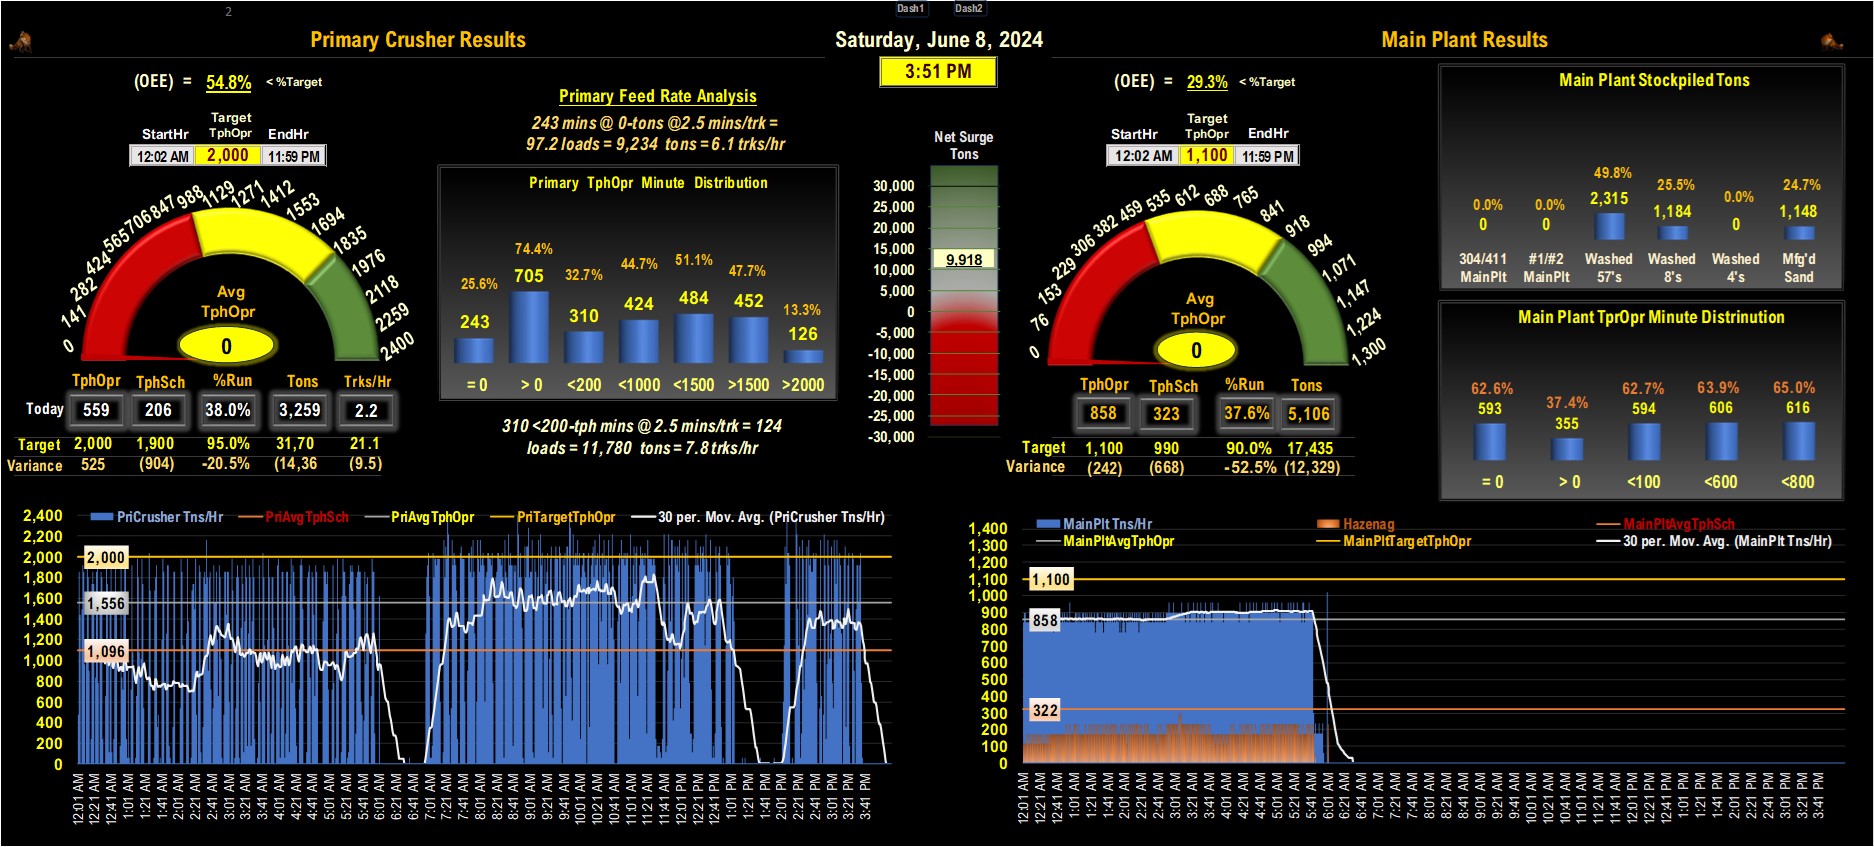 2
Dash1 Dash2
Primary Crusher Results
Saturday, June 8, 2024
Main Plant Results
3:51 PM
(OEE) = 54.8% < %Target
StartHr Target TphOpr EndHr
12:02 AM 2,000 11:59 PM
0 141 282 424 565 706 847 988 1129 1271 1412 1553 1694 1835 1976 2118 2259 2400
Avg
TphOpr
0
TphOpr TphSch %Run Tons Trks/Hr
Today 559 206 38.0% 3,259 2.2
Target 2,000 1,900 95.0% 31,70 21.1
Variance 525 (904) -20.5% (14,36 (9.5)
Primary Feed Rate Analysis
243 mins @ 0-tons @2.5 mins/trk =
97.2 loads = 9,234 tons = 6.1 trks/hr
Primary TphOpr Minute Distribution
25.6% 74.4% 32.7% 44.7% 51.1% 47.7% 13.3%
243 705 310 424 484 452 126
= 0 > 0 <200 <1000 <1500 >1500 >2000
310 <200-tph mins @ 2.5 mins/trk = 124
loads = 11,780 tons = 7.8 trks/hr
Net Surge
Tons
30,000
25,000
20,000
15,000
9,918
10,000
5,000
0
-5,000
-10,000
-15,000
-20,000
-25,000
-30,000
(OEE) = 29.3% < %Target
StartHr Target TphOpr EndHr
12:02 AM 1,100 11:59 PM
0 76 153 229 306 382 459 535 612 688 765 841 918 994 1,071 1,147 1,224 1,300
Avg
TphOpr
0
TphOpr TphSch %Run Tons
858 323 37.6% 5,106
Target 1,100 990 90.0% 17,435
Variance (242) (668) -52.5% (12,329)
Main Plant Stockpiled Tons
0.0% 0.0% 49.8% 25.5% 0.0% 24.7%
0 0 2,315 1,184 0 1,148
304/411 #1/#2 Washed Washed Washed Mfg'd
MainPlt MainPlt 57's 8's 4's Sand
Main Plant TprOpr Minute Distrinution
62.6% 37.4% 62.7% 63.9% 65.0%
593 355 594 606 616
= 0 > 0 <100 <600 <800
PriCrusher Tns/Hr PriAvgTphSch PriAvgTphOpr PriTargetTphOpr 30 per. Mov. Avg. (PriCrusher Tns/Hr)
2,400
2,200
2,000
1,800
1,600
1,400
1,200
1,000
800
600
400
200
0
2,000
1,556
1,096
12:01 AM 12:21 AM 12:41 AM 1:01 AM 1:21 AM 1:41 AM 2:01 AM 2:21 AM 2:41 AM 3:01 AM 3:21 AM 3:41 AM 4:01 AM 4:21 AM 4:41 AM 5:01 AM 5:21 AM 5:41 AM 6:01 AM 6:21 AM 6:41 AM 7:01 AM 7:21 AM 7:41 AM 8:01 AM 8:21 AM 8:41 AM 9:01 AM 9:21 AM 9:41 AM 10:01 AM 10:21 AM 10:41 AM 11:01 AM 11:21 AM 11:41 AM 12:01 PM 12:21 PM 12:41 PM 1:01 PM 1:21 PM 1:41 PM 2:01 PM 2:21 PM 2:41 PM 3:01 PM 3:21 PM 3:41 PM
MainPlt Tns/Hr Hazenag MainPltAvgTphSch
MainPltAvgTphOpr MainPltTargetTphOpr 30 per. Mov. Avg. (MainPlt Tns/Hr)
1,400
1,300
1,200
1,100
1,000
900
800
700
600
500
400
300
200
100
0
1,100
858
322
12:01 AM 12:21 AM 12:41 AM 1:01 AM 1:21 AM 1:41 AM 2:01 AM 2:21 AM 2:41 AM 3:01 AM 3:21 AM 3:41 AM 4:01 AM 4:21 AM 4:41 AM 5:01 AM 5:21 AM 5:41 AM 6:01 AM 6:21 AM 6:41 AM 7:01 AM 7:21 AM 7:41 AM 8:01 AM 8:21 AM 8:41 AM 9:01 AM 9:21 AM 9:41 AM 10:01 AM 10:21 AM 10:41 AM 11:01 AM 11:21 AM 11:41 AM 12:01 PM 12:21 PM 12:41 PM 1:01 PM 1:21 PM 1:41 PM 2:01 PM 2:21 PM 2:41 PM 3:01 PM 3:21 PM 3:41 PM